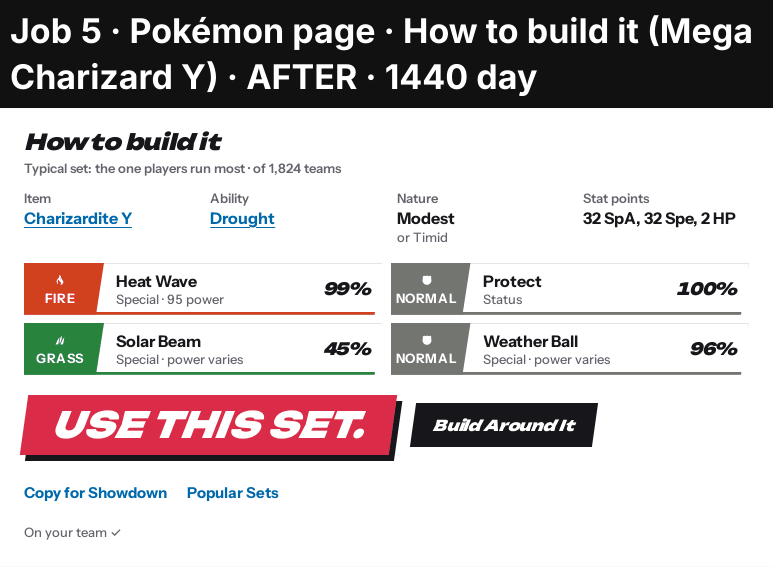 Job 5 · Pokémon page · How to build it (Mega
Charizard Y) · AFTER · 1440 day
How to build it
Typical set: the one players run most · of 1,824 teams
Item
Charizardite Y
Ability
Drought
Nature
Modest
or Timid
Stat points
32 SpA, 32 Spe, 2 HP
FIRE
Heat Wave
Special · 95 power
99%
NORMAL
Protect
Status
100%
GRASS
Solar Beam
Special · power varies
45%
NORMAL
Weather Ball
Special · power varies
96%
USE THIS SET.
Build Around It
Copy for Showdown
Popular Sets
On your team ✓